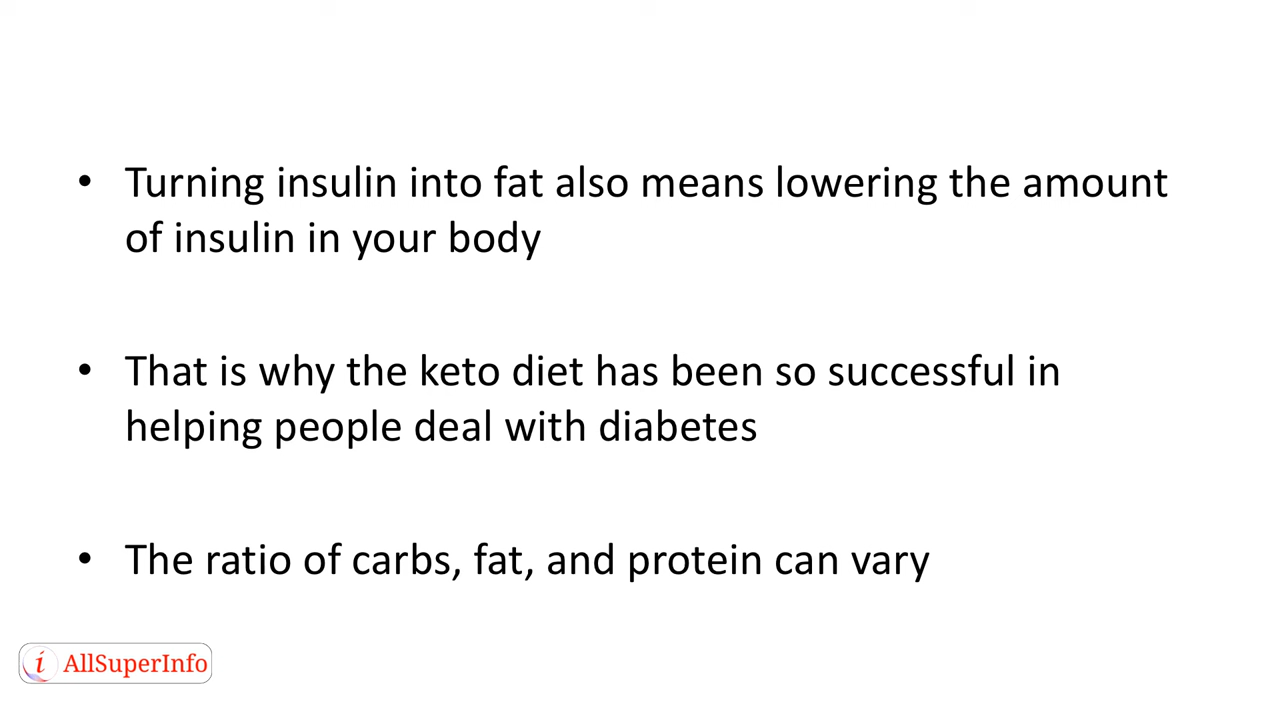 • Turning insulin into fat also means lowering the amount
of insulin in your body
• That is why the keto diet has been so successful in
helping people deal with diabetes
• The ratio of carbs, fat, and protein can vary
i AllSuperInfo